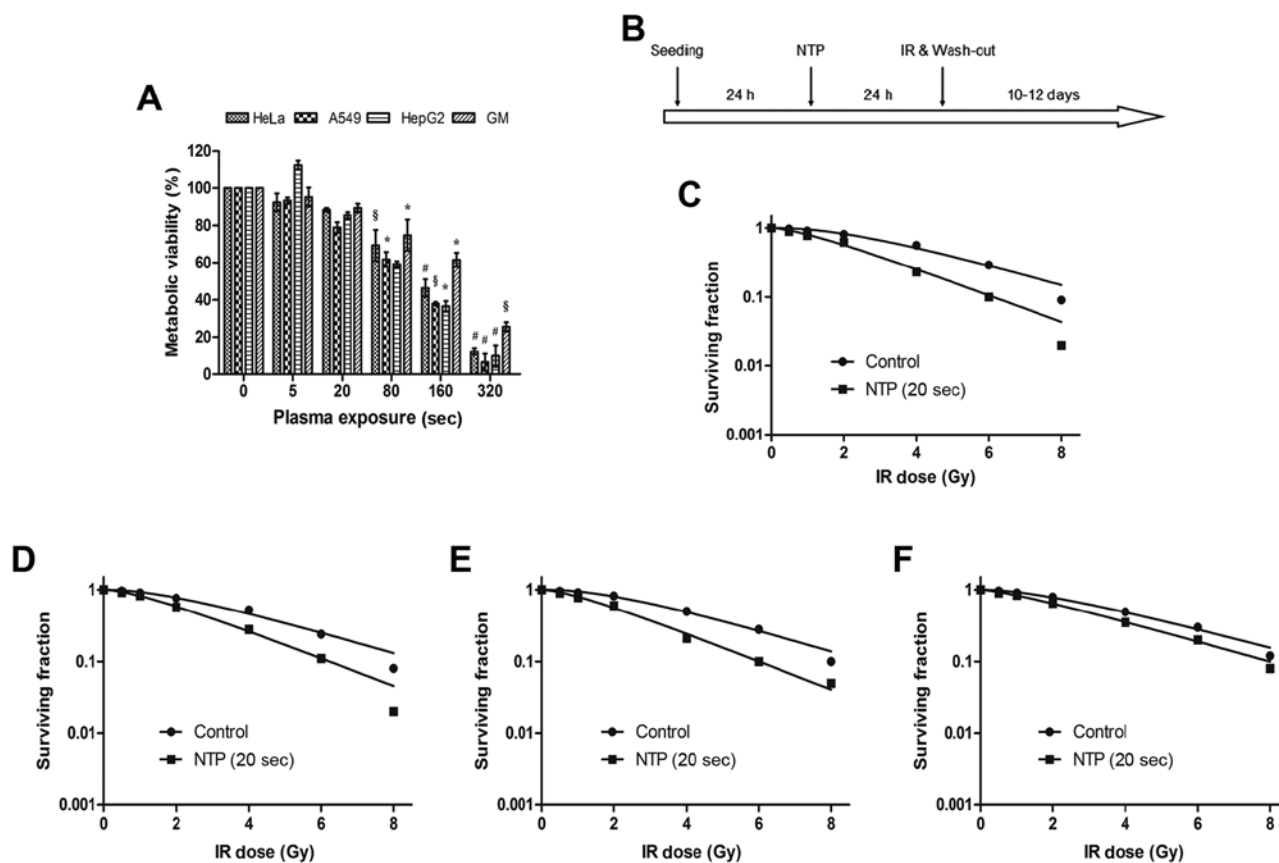 A
HeLa A549 HepG2 GM
Metabolic viability (%)
120
100
80
60
40
20
0
§ * * # § * * # # # §
0 5 20 80 160 320
Plasma exposure (sec)
B
Seeding NTP IR & Wash-cut
24 h 24 h 10-12 days
C
Surviving fraction
1
0.1
0.01
0.001
Control
NTP (20 sec)
0 2 4 6 8
IR dose (Gy)
D
Surviving fraction
1
0.1
0.01
0.001
Control
NTP (20 sec)
0 2 4 6 8
IR dose (Gy)
E
Surviving fraction
1
0.1
0.01
0.001
Control
NTP (20 sec)
0 2 4 6 8
IR dose (Gy)
F
Surviving fraction
1
0.1
0.01
0.001
Control
NTP (20 sec)
0 2 4 6 8
IR dose (Gy)